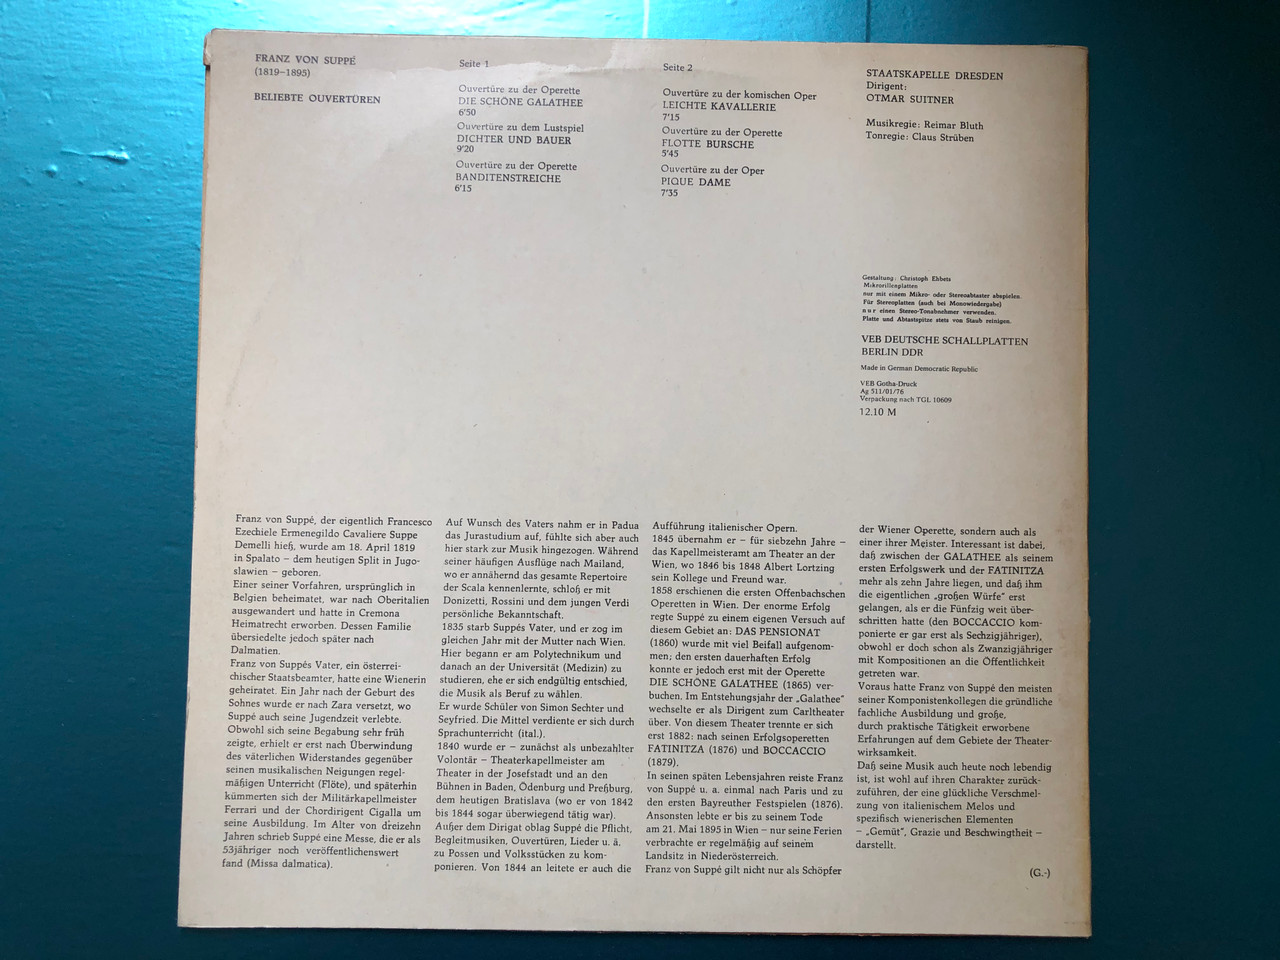 FRANZ VON SUPPÉ
(1819–1895)
BELIEBTE OUVERTÜREN
Seite 1
Ouvertüre zu der Operette
DIE SCHÖNE GALATHEE
6'50
Ouvertüre zu dem Lustspiel
DICHTER UND BAUER
9'20
Ouvertüre zu der Operette
BANDITENSTREICHE
6'15
Seite 2
Ouvertüre zu der komischen Oper
LEICHTE KAVALLERIE
7'15
Ouvertüre zu der Operette
FLOTTE BURSCHE
5'45
Ouvertüre zu der Oper
PIQUE DAME
7'35
STAATSKAPELLE DRESDEN
Dirigent:
OTMAR SUITNER
Musikregie: Reimar Bluth
Tonregie: Claus Strüben
Gestaltung: Christoph Ehbets
Mikrorillenplatten
nur mit einem Mikro- oder Stereoabtaster abspielen.
Für Stereoplatten (auch bei Monowiedergabe)
nur einen Stereo-Tonabnehmer verwenden.
Platte und Abtastspitze stets von Staub reinigen.
VEB DEUTSCHE SCHALLPLATTEN
BERLIN DDR
Made in German Democratic Republic
VEB Gotha-Druck
Ag 511/01/76
Verpackung nach TGL 10609
12.10 M
Franz von Suppé, der eigentlich Francesco
Ezechiele Ermenegildo Cavaliere Suppe
Demelli hieß, wurde am 18. April 1819
in Spalato – dem heutigen Split in Jugo-
slawien – geboren.
Einer seiner Vorfahren, ursprünglich in
Belgien beheimatet, war nach Oberitalien
ausgewandert und hatte in Cremona
Heimatrecht erworben. Dessen Familie
übersiedelte jedoch später nach
Dalmatien.
Franz von Suppés Vater, ein österrei-
chischer Staatsbeamter, hatte eine Wienerin
geheiratet. Ein Jahr nach der Geburt des
Sohnes wurde er nach Zara versetzt, wo
Suppé auch seine Jugendzeit verlebte.
Obwohl sich seine Begabung sehr früh
zeigte, erhielt er erst nach Überwindung
des väterlichen Widerstandes gegenüber
seinen musikalischen Neigungen regel-
mäßigen Unterricht (Flöte), und späterhin
kümmerten sich der Militärkapellmeister
Ferrari und der Chordirigent Cigalla um
seine Ausbildung. Im Alter von dreizehn
Jahren schrieb Suppé eine Messe, die er als
53jähriger noch veröffentlichenswert
fand (Missa dalmatica).
Auf Wunsch des Vaters nahm er in Padua
das Jurastudium auf, fühlte sich aber auch
hier stark zur Musik hingezogen. Während
seiner häufigen Ausflüge nach Mailand,
wo er annähernd das gesamte Repertoire
der Scala kennenlernte, schloß er mit
Donizetti, Rossini und dem jungen Verdi
persönliche Bekanntschaft.
1835 starb Suppés Vater, und er zog im
gleichen Jahr mit der Mutter nach Wien.
Hier begann er am Polytechnikum und
danach an der Universität (Medizin) zu
studieren, ehe er sich endgültig entschied,
die Musik als Beruf zu wählen.
Er wurde Schüler von Simon Sechter und
Seyfried. Die Mittel verdiente er sich durch
Sprachunterricht (ital.).
1840 wurde er – zunächst als unbezahlter
Volontär – Theaterkapellmeister am
Theater in der Josefstadt und an den
Bühnen in Baden, Ödenburg und Preßburg,
dem heutigen Bratislava (wo er von 1842
bis 1844 sogar überwiegend tätig war).
Außer dem Dirigat oblag Suppé die Pflicht,
Begleitmusiken, Ouvertüren, Lieder u. ä.
zu Possen und Volksstücken zu kom-
ponieren. Von 1844 an leitete er auch die
Aufführung italienischer Opern.
1845 übernahm er – für siebzehn Jahre –
das Kapellmeisteramt am Theater an der
Wien, wo 1846 bis 1848 Albert Lortzing
sein Kollege und Freund war.
1858 erschienen die ersten Offenbachschen
Operetten in Wien. Der enorme Erfolg
regte Suppé zu einem eigenen Versuch auf
diesem Gebiet an: DAS PENSIONAT
(1860) wurde mit viel Beifall aufgenom-
men; den ersten dauerhaften Erfolg
konnte er jedoch erst mit der Operette
DIE SCHÖNE GALATHEE (1865) ver-
buchen. Im Entstehungsjahr der „Galathee“
wechselte er als Dirigent zum Carltheater
über. Von diesem Theater trennte er sich
erst 1882: nach seinen Erfolgsoperetten
FATINITZA (1876) und BOCCACCIO
(1879).
In seinen späten Lebensjahren reiste Franz
von Suppé u. a. einmal nach Paris und zu
den ersten Bayreuther Festspielen (1876).
Ansonsten lebte er bis zu seinem Tode
am 21. Mai 1895 in Wien – nur seine Ferien
verbrachte er regelmäßig auf seinem
Landsitz in Niederösterreich.
Franz von Suppé gilt nicht nur als Schöpfer
der Wiener Operette, sondern auch als
einer ihrer Meister. Interessant ist dabei,
daß zwischen der GALATHEE als seinem
ersten Erfolgswerk und der FATINITZA
mehr als zehn Jahre liegen, und daß ihm
die eigentlichen „großen Würfe“ erst
gelangen, als er die Fünfzig weit über-
schritten hatte (den BOCCACCIO kom-
ponierte er gar erst als Sechzigjähriger),
obwohl er doch schon als Zwanzigjähriger
mit Kompositionen an die Öffentlichkeit
getreten war.
Voraus hatte Franz von Suppé den meisten
seiner Komponistenkollegen die gründliche
fachliche Ausbildung und große,
durch praktische Tätigkeit erworbene
Erfahrungen auf dem Gebiete der Theater-
wirksamkeit.
Daß seine Musik auch heute noch lebendig
ist, ist wohl auf ihren Charakter zurück-
zuführen, der eine glückliche Verschmel-
zung von italienischem Melos und
spezifisch wienerischen Elementen
– „Gemüt“, Grazie und Beschwingtheit –
darstellt.
(G.-)